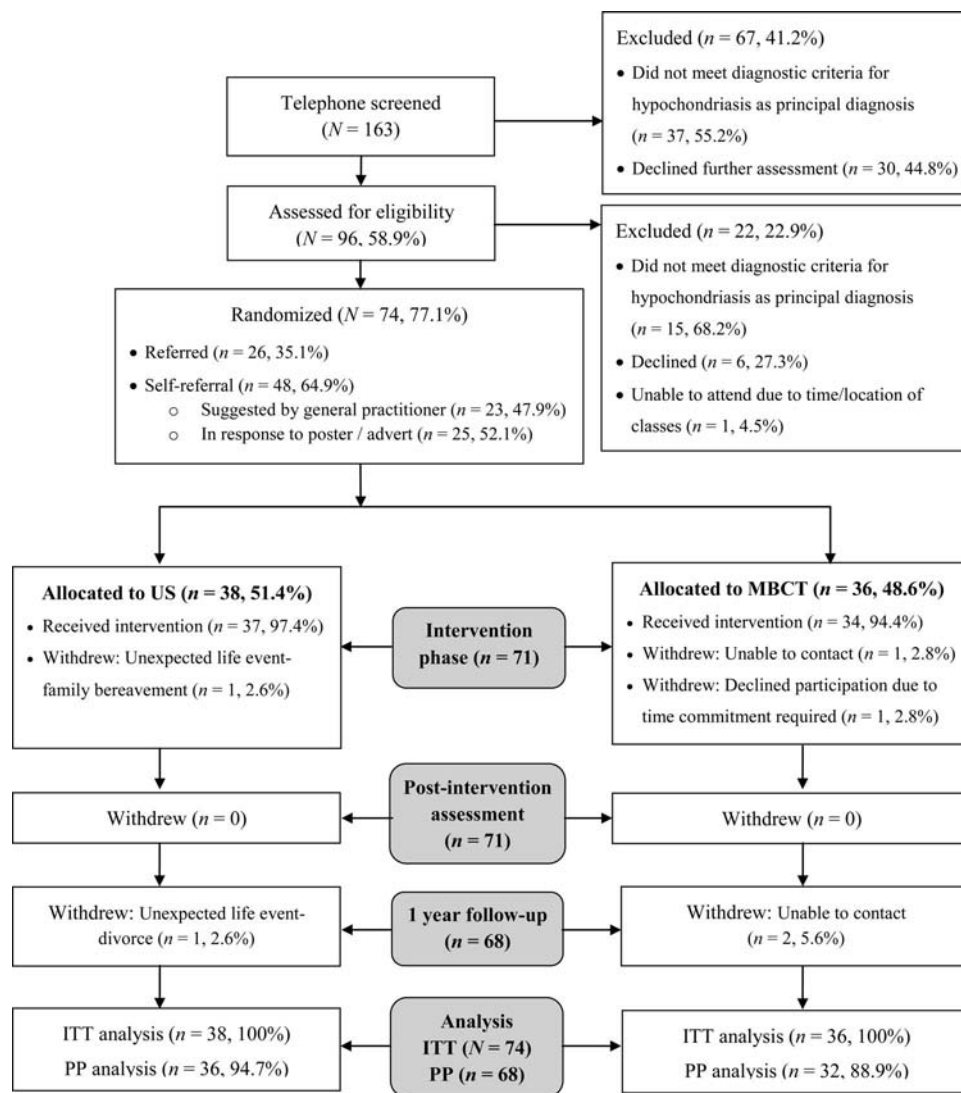 Telephone screened
(N = 163)
Excluded (n = 67, 41.2%)
• Did not meet diagnostic criteria for
hypochondriasis as principal diagnosis
(n = 37, 55.2%)
• Declined further assessment (n = 30, 44.8%)
Assessed for eligibility
(N = 96, 58.9%)
Excluded (n = 22, 22.9%)
• Did not meet diagnostic criteria for
hypochondriasis as principal diagnosis
(n = 15, 68.2%)
• Declined (n = 6, 27.3%)
• Unable to attend due to time/location of
classes (n = 1, 4.5%)
Randomized (N = 74, 77.1%)
• Referred (n = 26, 35.1%)
• Self-referral (n = 48, 64.9%)
o Suggested by general practitioner (n = 23, 47.9%)
o In response to poster / advert (n = 25, 52.1%)
Allocated to US (n = 38, 51.4%)
• Received intervention (n = 37, 97.4%)
• Withdrew: Unexpected life event-
family bereavement (n = 1, 2.6%)
Intervention
phase (n = 71)
Allocated to MBCT (n = 36, 48.6%)
• Received intervention (n = 34, 94.4%)
• Withdrew: Unable to contact (n = 1, 2.8%)
• Withdrew: Declined participation due to
time commitment required (n = 1, 2.8%)
Withdrew (n = 0)
Post-intervention
assessment
(n = 71)
Withdrew (n = 0)
Withdrew: Unexpected life event-
divorce (n = 1, 2.6%)
1 year follow-up
(n = 68)
Withdrew: Unable to contact
(n = 2, 5.6%)
ITT analysis (n = 38, 100%)
PP analysis (n = 36, 94.7%)
Analysis
ITT (N = 74)
PP (n = 68)
ITT analysis (n = 36, 100%)
PP analysis (n = 32, 88.9%)